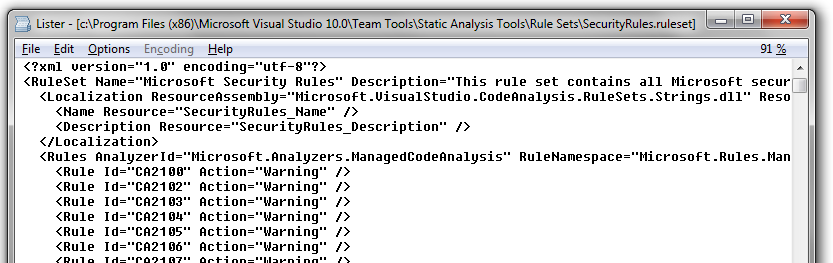 Lister - [c:\Program Files (x86)\Microsoft Visual Studio 10.0\Team Tools\Static Analysis Tools\Rule Sets\SecurityRules.ruleset]
File Edit Options Encoding Help 91 %
<?xml version="1.0" encoding="utf-8"?>
<RuleSet Name="Microsoft Security Rules" Description="This rule set contains all Microsoft secur
<Localization ResourceAssembly="Microsoft.VisualStudio.CodeAnalysis.RuleSets.Strings.dll" Reso
<Name Resource="SecurityRules_Name" />
<Description Resource="SecurityRules_Description" />
</Localization>
<Rules AnalyzerId="Microsoft.Analyzers.ManagedCodeAnalysis" RuleNamespace="Microsoft.Rules.Man
<Rule Id="CA2100" Action="Warning" />
<Rule Id="CA2102" Action="Warning" />
<Rule Id="CA2103" Action="Warning" />
<Rule Id="CA2104" Action="Warning" />
<Rule Id="CA2105" Action="Warning" />
<Rule Id="CA2106" Action="Warning" />
<Rule Id="CA2107" Action="Warning" />